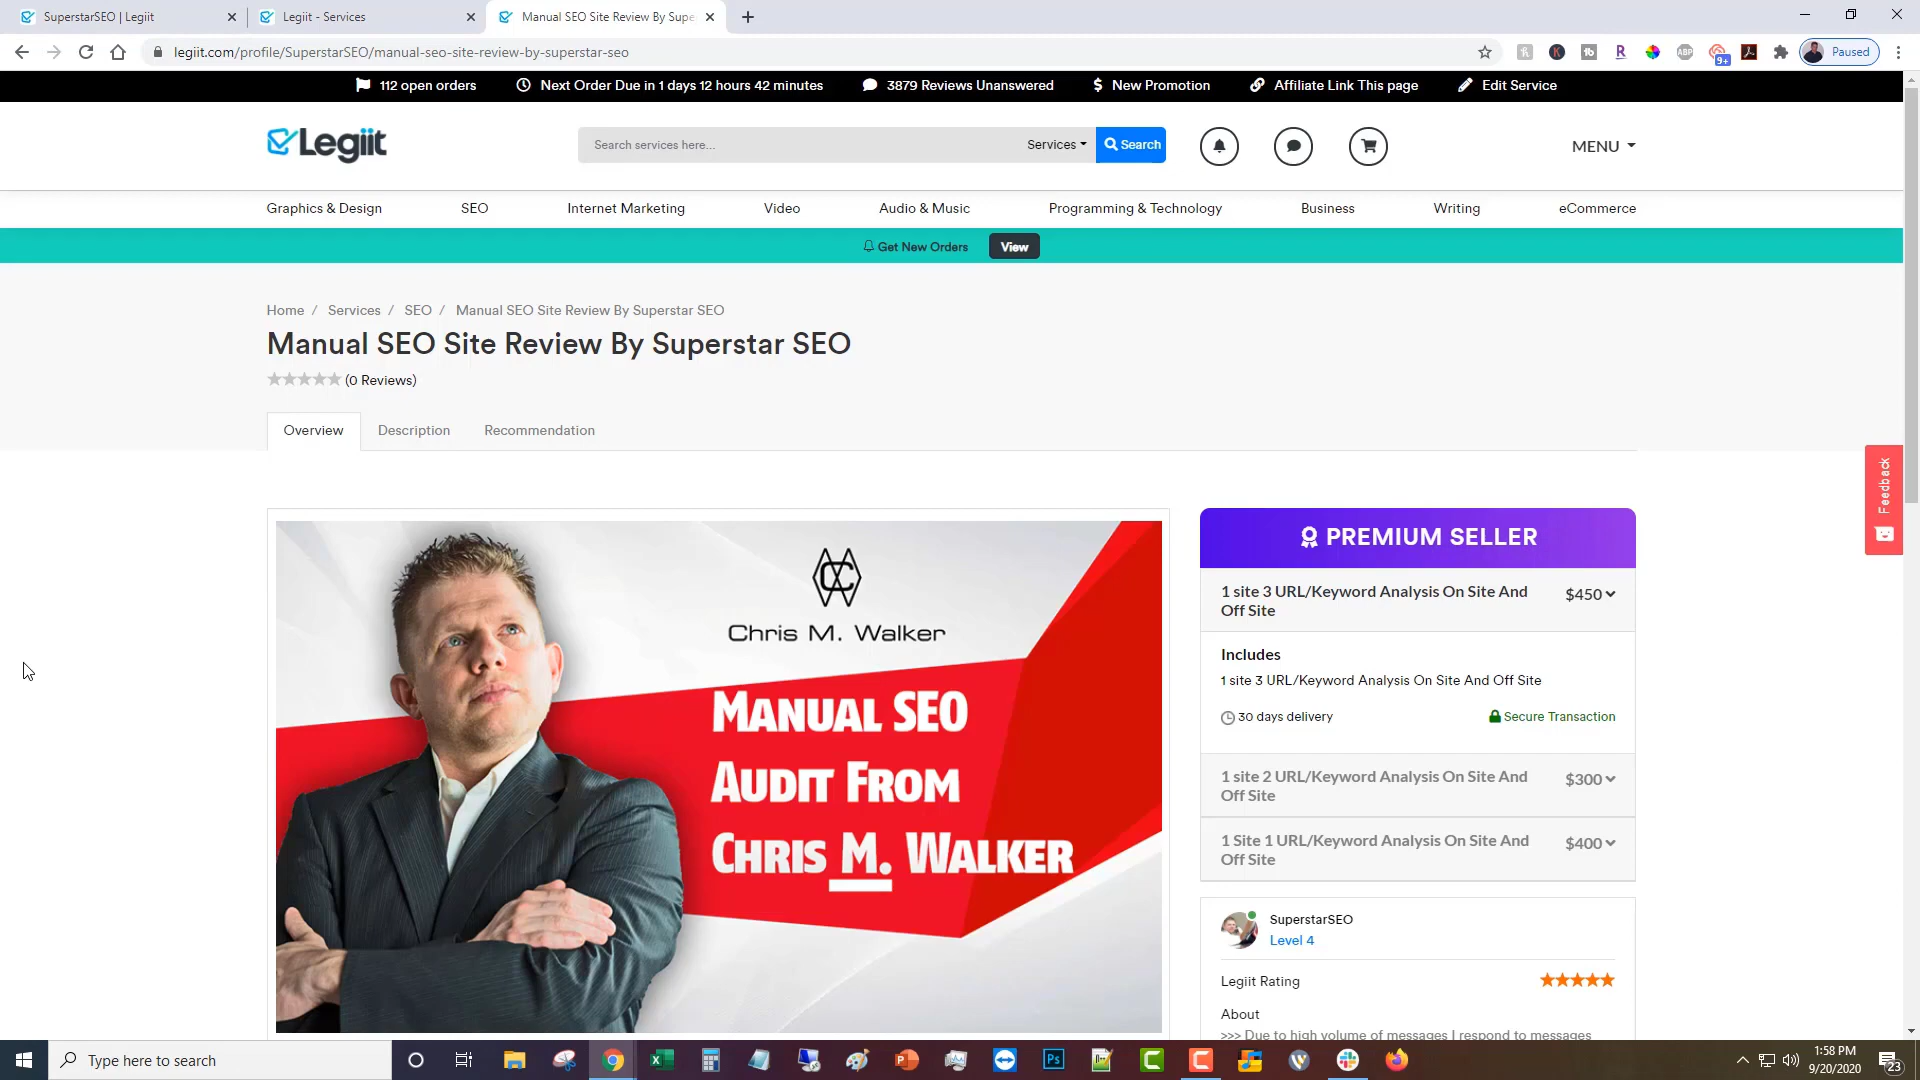 SuperstarSEO | Legiit
Legiit - Services
Manual SEO Site Review By Supe
legiit.com/profile/SuperstarSEO/manual-seo-site-review-by-superstar-seo
9+
ABP
Paused
112 open orders
Next Order Due in 1 days 12 hours 42 minutes
3879 Reviews Unanswered
New Promotion
Affiliate Link This page
Edit Service
Legiit
Search services here...
Services
Search
MENU
Graphics & Design
SEO
Internet Marketing
Video
Audio & Music
Programming & Technology
Business
Writing
eCommerce
Get New Orders
View
Home / Services / SEO / Manual SEO Site Review By Superstar SEO
Manual SEO Site Review By Superstar SEO
(0 Reviews)
Overview
Description
Recommendation
Feedback
Chris M. Walker
MANUAL SEO
AUDIT FROM
CHRIS M. WALKER
PREMIUM SELLER
1 site 3 URL/Keyword Analysis On Site And
Off Site
$450
Includes
1 site 3 URL/Keyword Analysis On Site And Off Site
30 days delivery
Secure Transaction
1 site 2 URL/Keyword Analysis On Site And
Off Site
$300
1 Site 1 URL/Keyword Analysis On Site And
Off Site
$400
SuperstarSEO
Level 4
Legiit Rating
About
>>> Due to high volume of messages I respond to messages
Type here to search
1:58 PM
9/20/2020
23